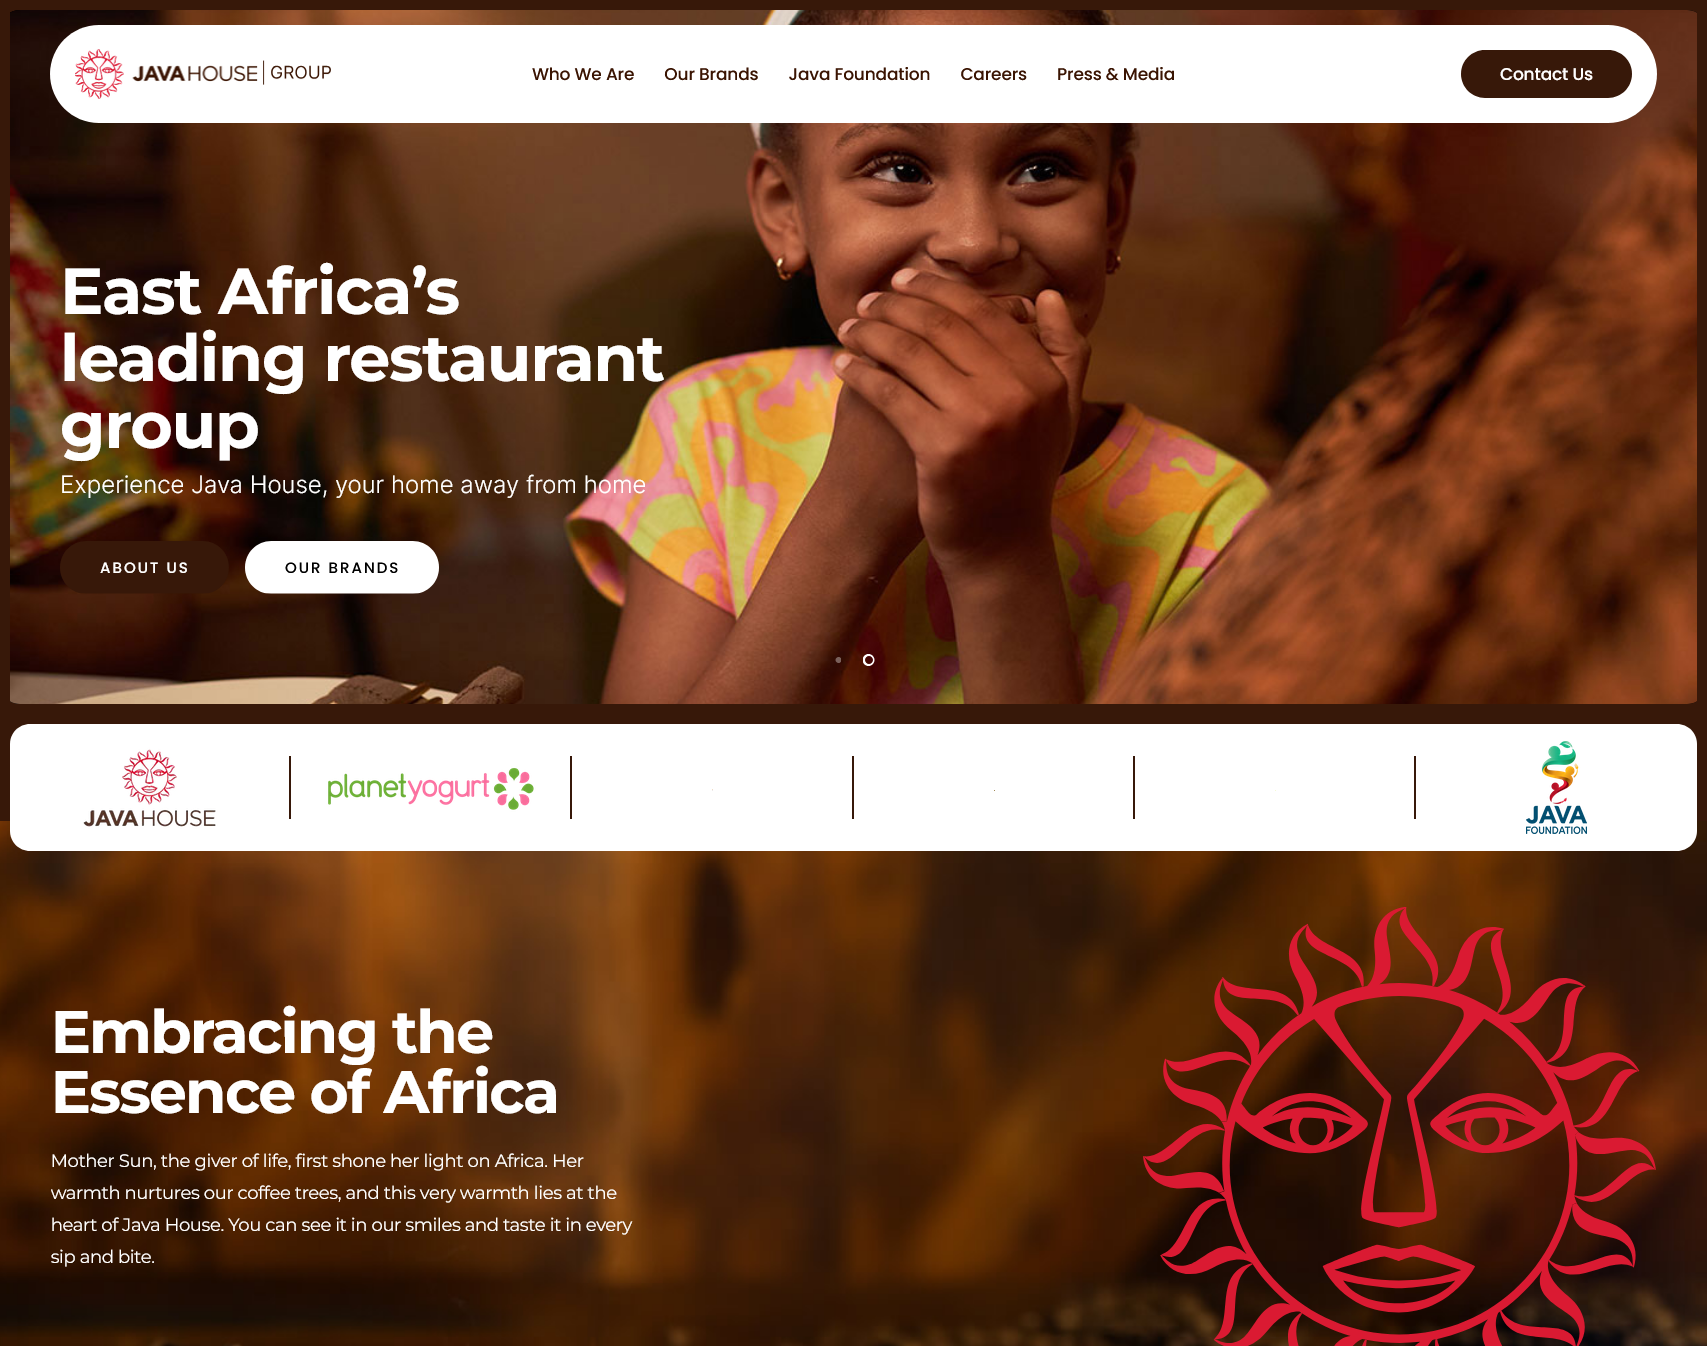 JAVA HOUSE | GROUP
Who We Are
Our Brands
Java Foundation
Careers
Press & Media
Contact Us
East Africa’s
leading restaurant
group
Experience Java House, your home away from home
ABOUT US
OUR BRANDS
JAVA HOUSE
planetyogurt
JAVA
FOUNDATION
Embracing the
Essence of Africa
Mother Sun, the giver of life, first shone her light on Africa. Her
warmth nurtures our coffee trees, and this very warmth lies at the
heart of Java House. You can see it in our smiles and taste it in every
sip and bite.